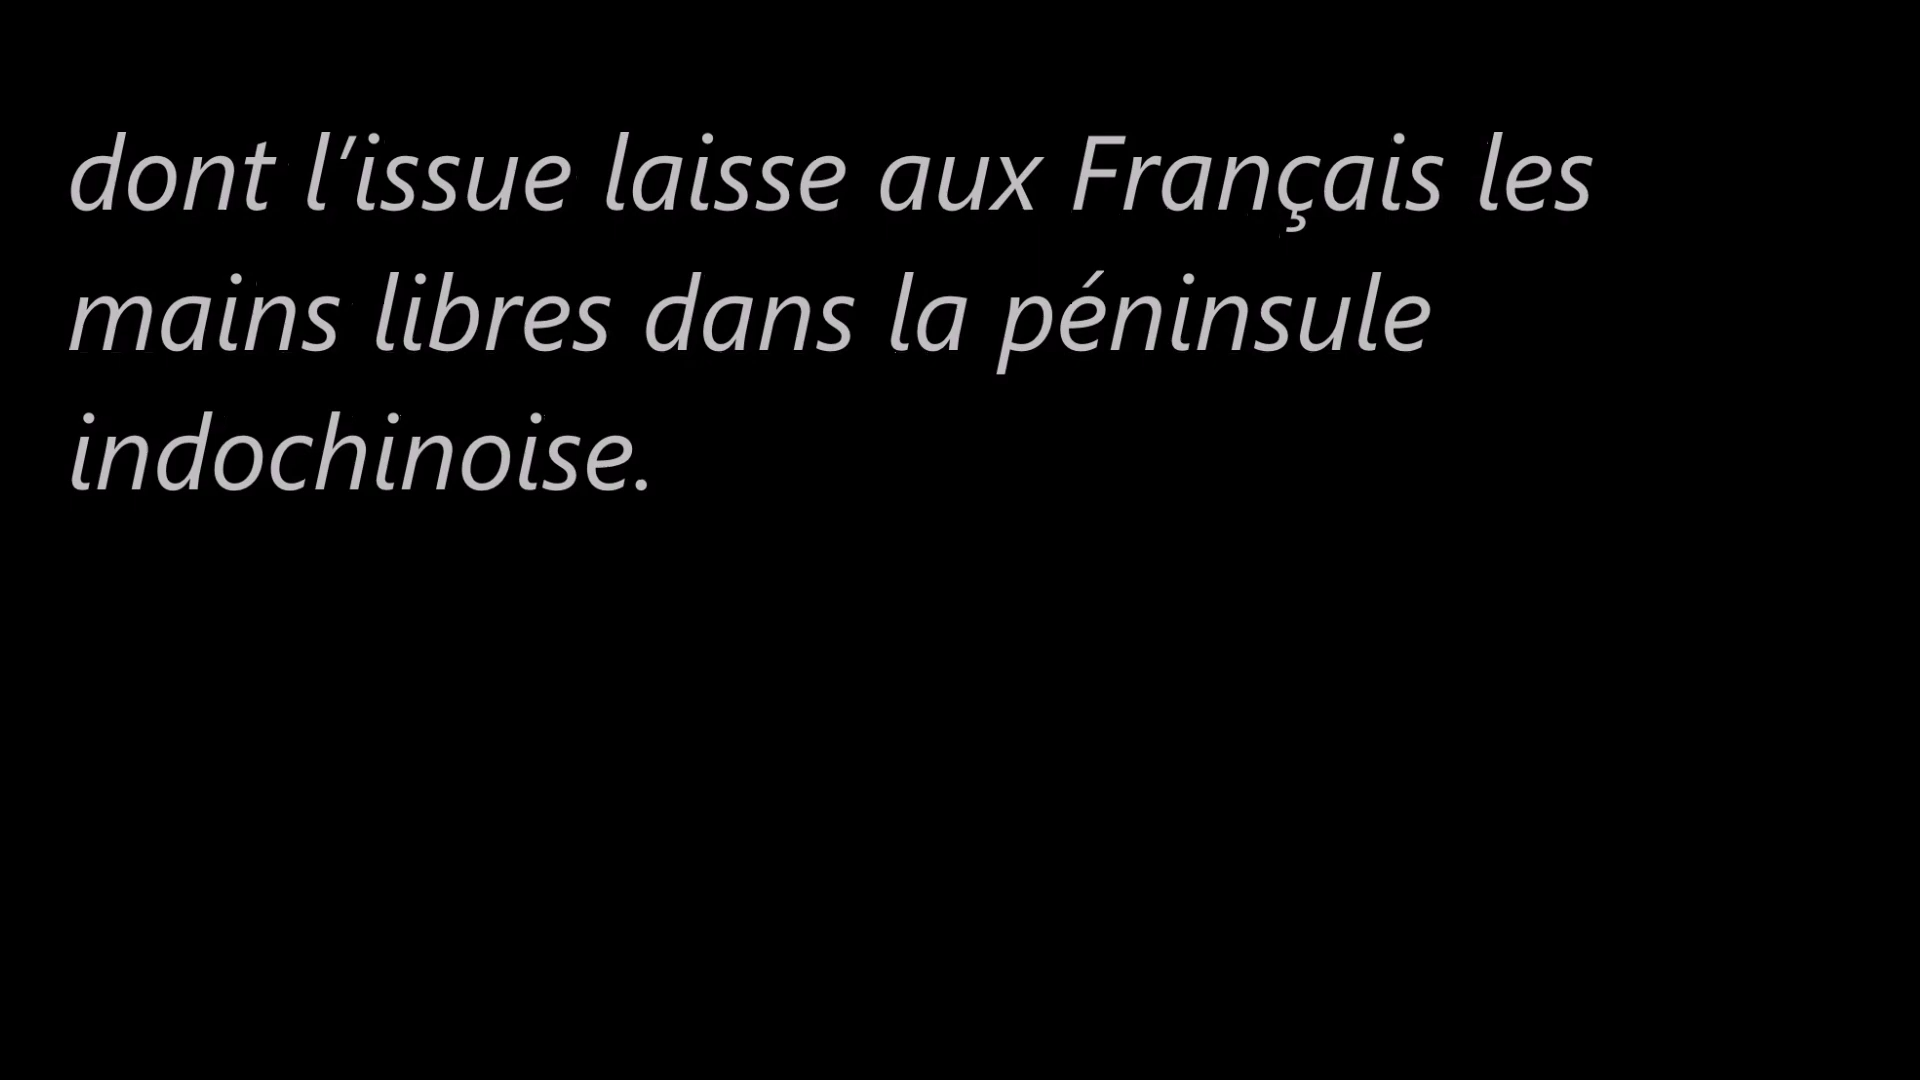 dont l’issue laisse aux Français les
mains libres dans la péninsule
indochinoise.